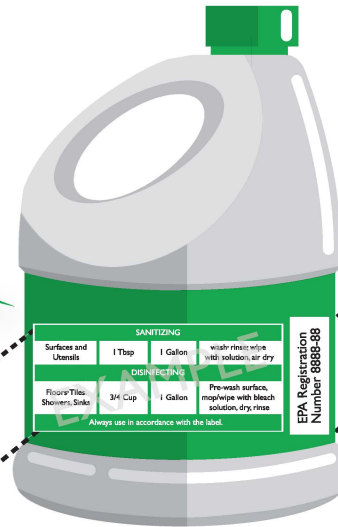 SANITIZING
Surfaces and Utensils
1 Tbsp
1 Gallon
wash, rinse, wipe with solution, air dry
DISINFECTING
Floors, Tiles Showers, Sinks
3/4 Cup
1 Gallon
Pre-wash surface, mop/wipe with bleach solution, dry, rinse
Always use in accordance with the label.
EXAMPLE
EPA Registration
Number 8888-88